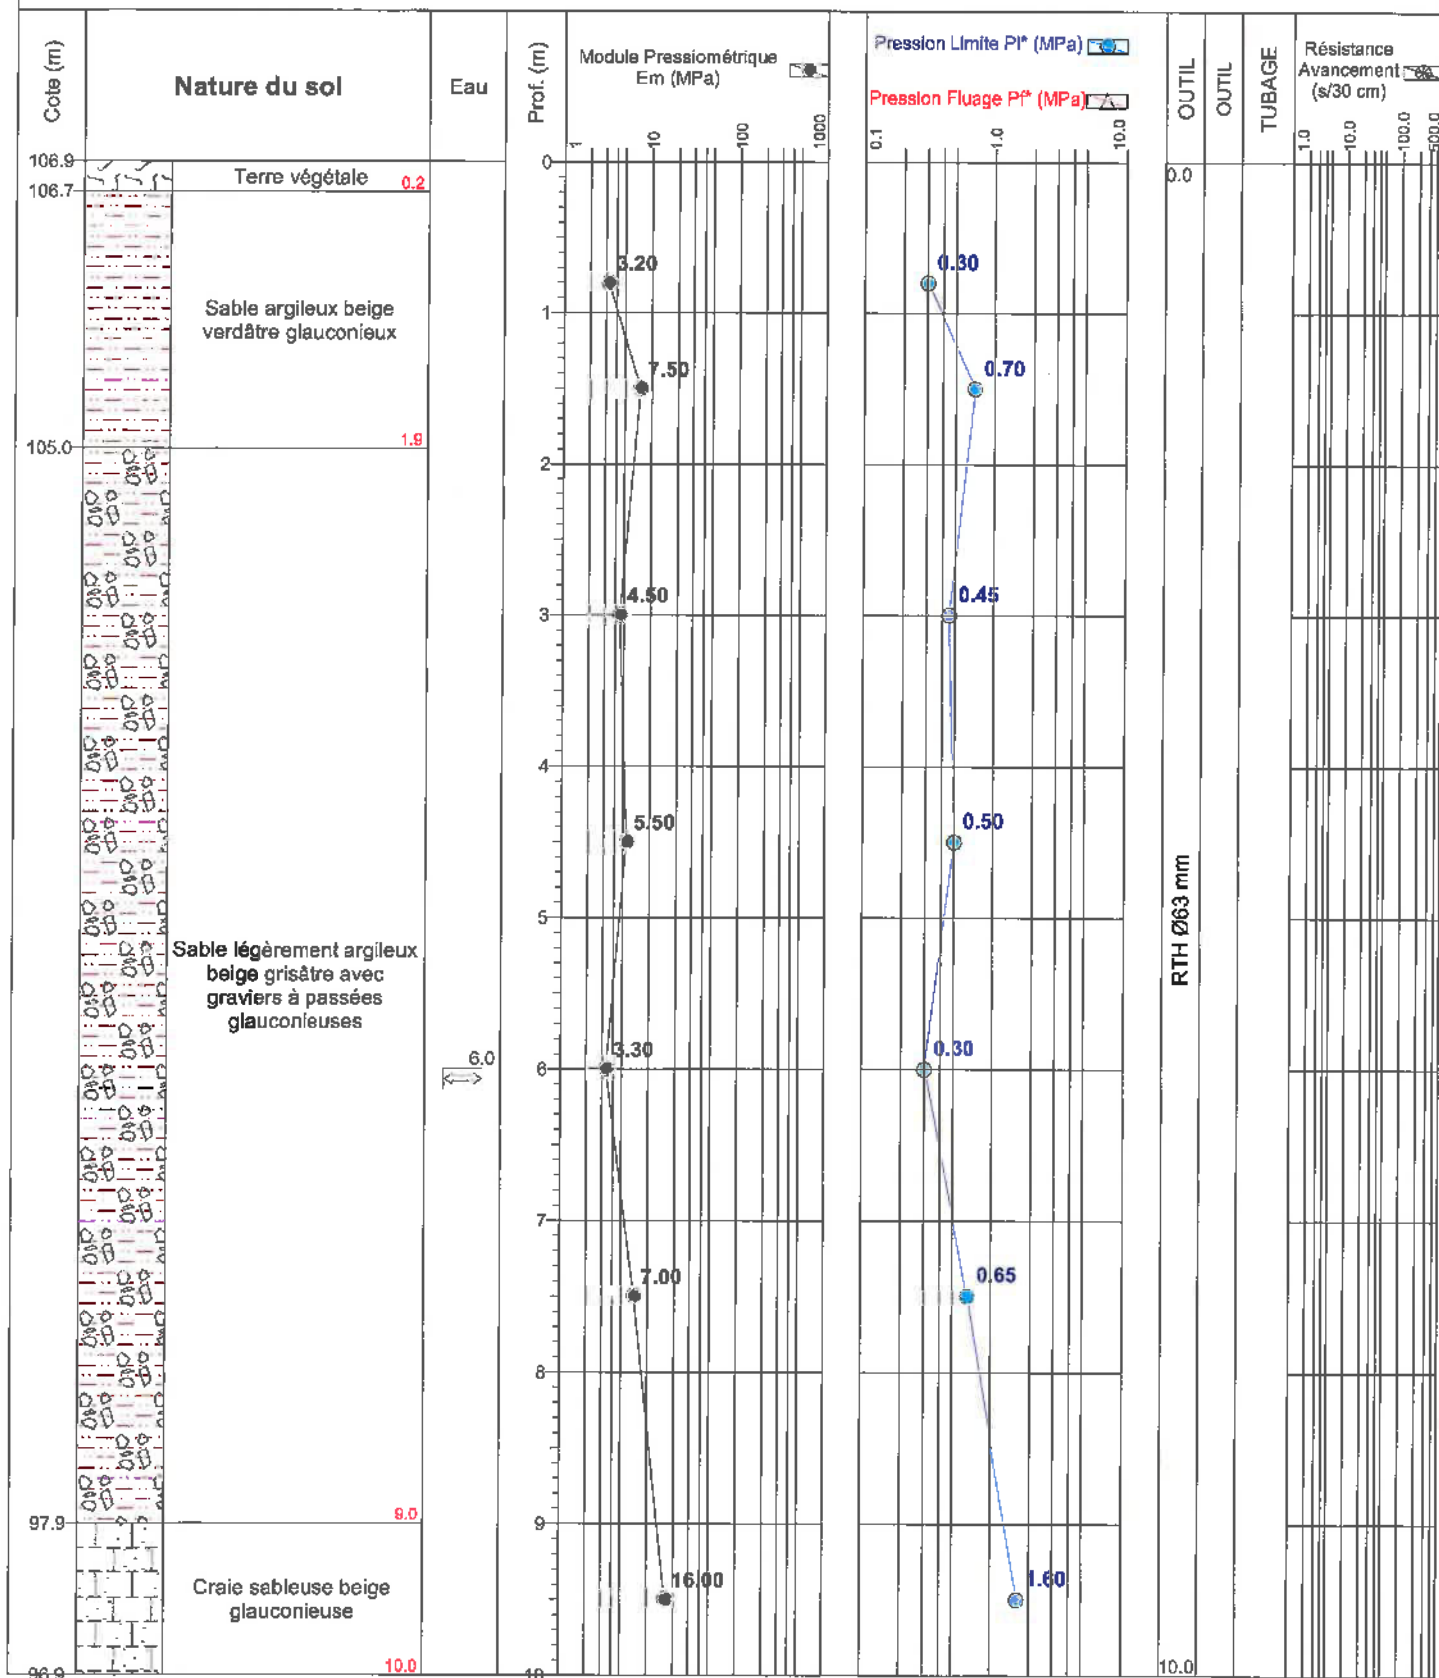 Cote (m)
Nature du sol
Eau
Prof. (m)
Module Pressiométrique
Em (MPa)
Pression Limite Pl* (MPa)
Pression Fluage Pf* (MPa)
OUTIL
OUTIL
TUBAGE
Résistance
Avancement
(s/30 cm)
1 10 100 1000
0.1 1.0 10.0
1.0 10.0 100.0 500.0
106.9
0
0.0
Terre végétale
106.7
0.2
3.20
0.30
Sable argileux beige
verdâtre glauconieux
1
7.50
0.70
105.0
1.9
2
4.50
0.45
3
4
5.50
0.50
5
Sable légèrement argileux
beige grisâtre avec
graviers à passées
glauconieuses
RTH Ø63 mm
6.0
3.30
0.30
6
7
7.00
0.65
8
97.9
9.0
9
Craie sableuse beige
glauconieuse
16.00
1.60
96.9
10.0
10
10.0